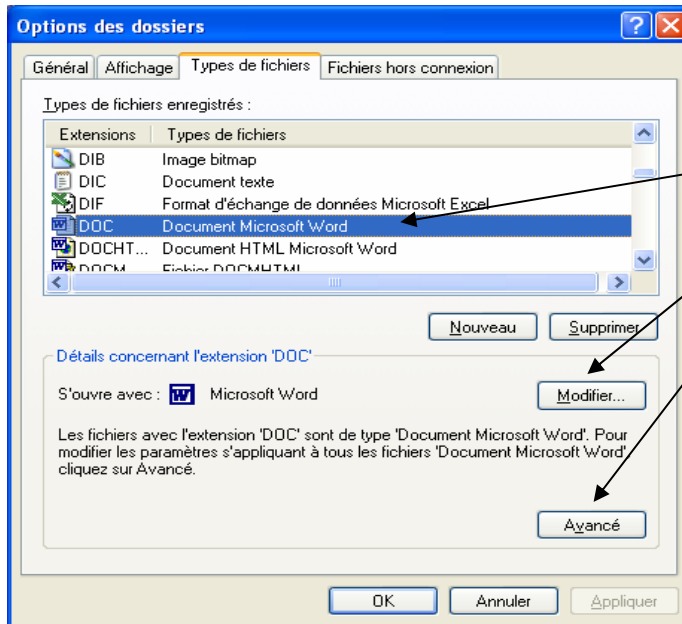 Options des dossiers
Général Affichage Types de fichiers Fichiers hors connexion
Types de fichiers enregistrés :
Extensions Types de fichiers
DIB Image bitmap
DIC Document texte
DIF Format d'échange de données Microsoft Excel
DOC Document Microsoft Word
DOCHT... Document HTML Microsoft Word
DOCM Fichier DOCMHTML
Nouveau Supprimer
Détails concernant l'extension 'DOC'
S'ouvre avec : Microsoft Word Modifier...
Les fichiers avec l'extension 'DOC' sont de type 'Document Microsoft Word'. Pour
modifier les paramètres s'appliquant à tous les fichiers 'Document Microsoft Word',
cliquez sur Avancé.
Avancé
OK Annuler Appliquer